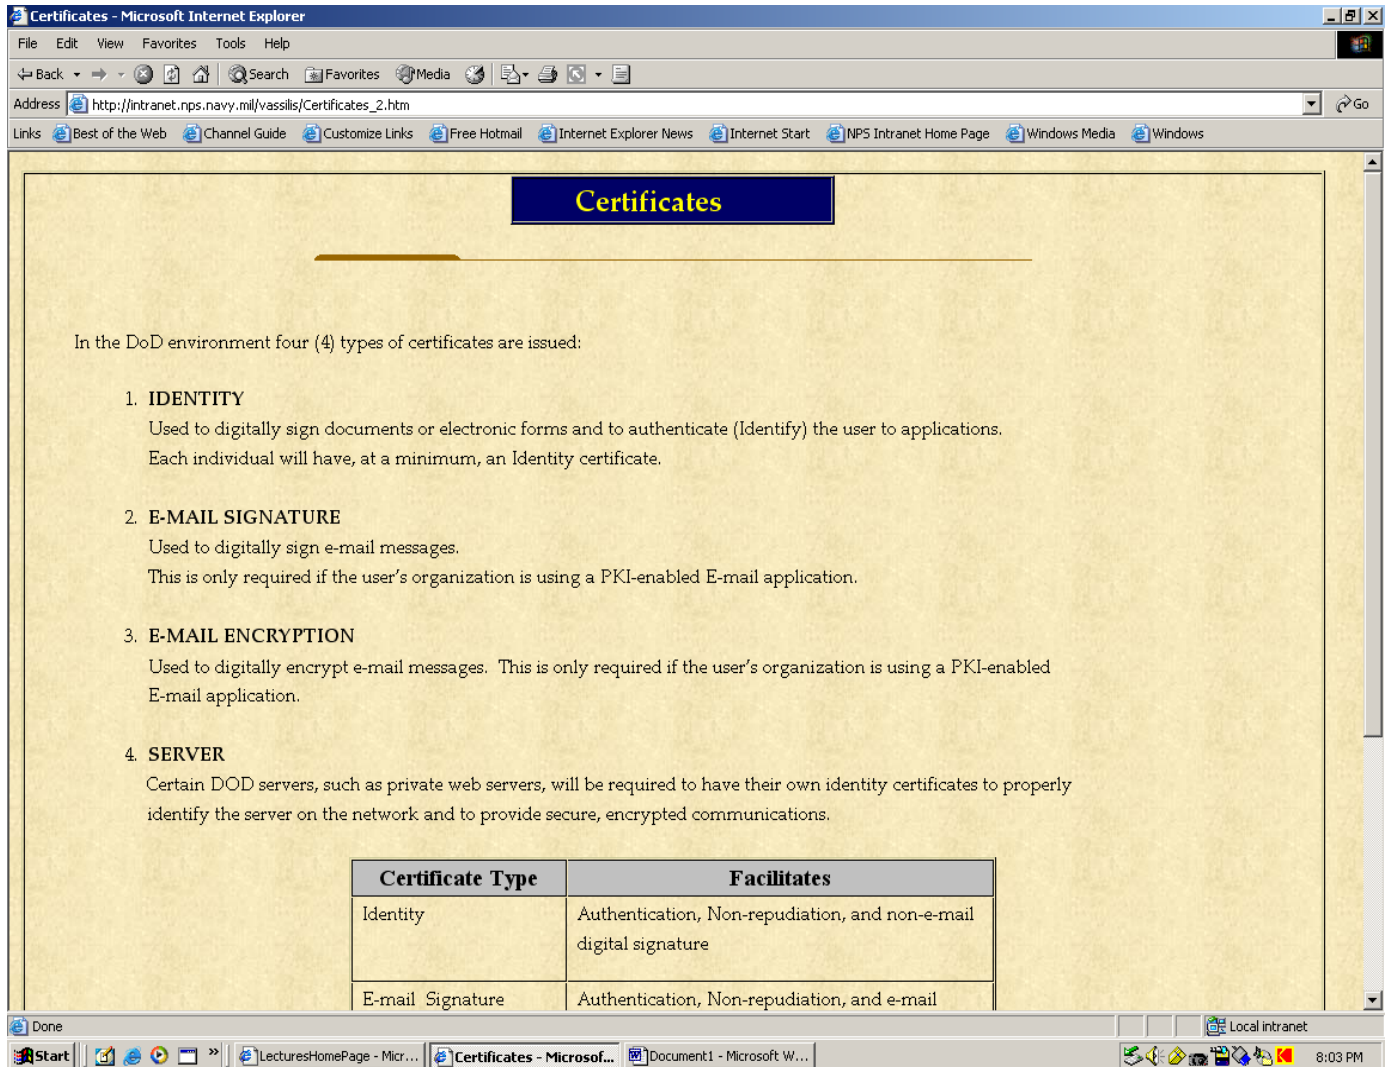 Certificates - Microsoft Internet Explorer
File Edit View Favorites Tools Help
Back Search Favorites Media
Address http://intranet.nps.navy.mil/vassilis/Certificates_2.htm Go
Links Best of the Web Channel Guide Customize Links Free Hotmail Internet Explorer News Internet Start NPS Intranet Home Page Windows Media Windows
Certificates
In the DoD environment four (4) types of certificates are issued:
1. IDENTITY
Used to digitally sign documents or electronic forms and to authenticate (Identify) the user to applications.
Each individual will have, at a minimum, an Identity certificate.
2. E-MAIL SIGNATURE
Used to digitally sign e-mail messages.
This is only required if the user's organization is using a PKI-enabled E-mail application.
3. E-MAIL ENCRYPTION
Used to digitally encrypt e-mail messages. This is only required if the user's organization is using a PKI-enabled
E-mail application.
4. SERVER
Certain DOD servers, such as private web servers, will be required to have their own identity certificates to properly
identify the server on the network and to provide secure, encrypted communications.
Certificate Type Facilitates
Identity Authentication, Non-repudiation, and non-e-mail
digital signature
E-mail Signature Authentication, Non-repudiation, and e-mail
Done Local intranet
Start » LecturesHomePage - Micr... Certificates - Microsof... Document1 - Microsoft W... 8:03 PM